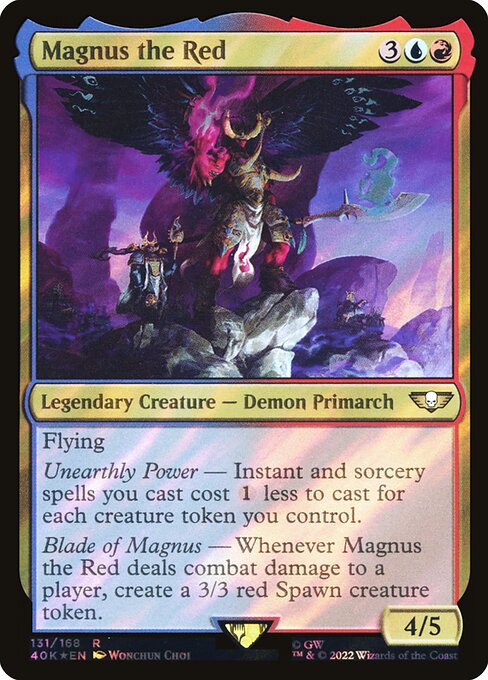 Magnus the Red 3
Legendary Creature — Demon Primarch
Flying
Unearthly Power — Instant and sorcery
spells you cast cost 1 less to cast for
each creature token you control.
Blade of Magnus — Whenever Magnus
the Red deals combat damage to a
player, create a 3/3 red Spawn creature
token.
4/5
131/168 R
40K★EN Wonchun Choi
© GW
™ & © 2022 Wizards of the Coast